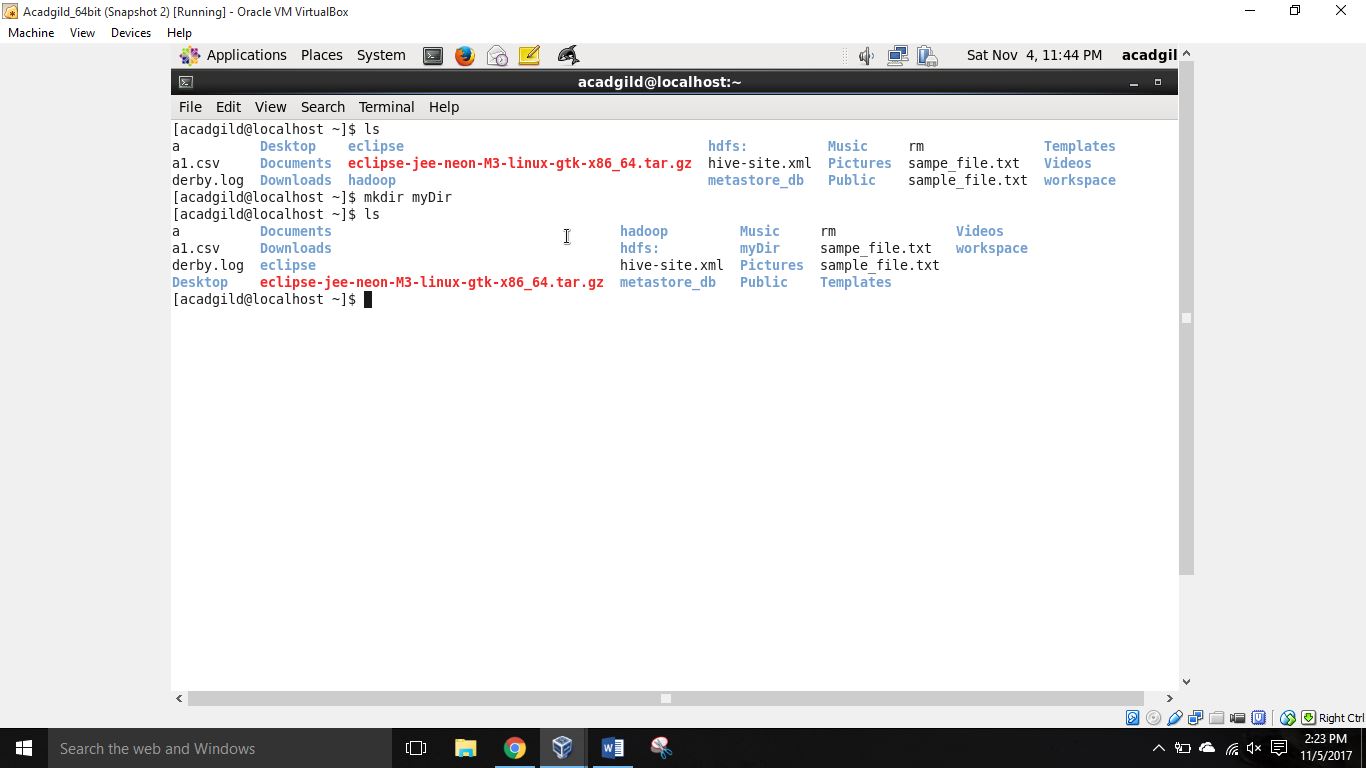 Acadgild_64bit (Snapshot 2) [Running] - Oracle VM VirtualBox
Machine View Devices Help
Applications Places System Sat Nov 4, 11:44 PM acadgil
acadgild@localhost:~
File Edit View Search Terminal Help
[acadgild@localhost ~]$ ls
a Desktop eclipse hdfs: Music rm Templates
a1.csv Documents eclipse-jee-neon-M3-linux-gtk-x86_64.tar.gz hive-site.xml Pictures sampe_file.txt Videos
derby.log Downloads hadoop metastore_db Public sample_file.txt workspace
[acadgild@localhost ~]$ mkdir myDir
[acadgild@localhost ~]$ ls
a Documents hadoop Music rm Videos
a1.csv Downloads hdfs: myDir sampe_file.txt workspace
derby.log eclipse hive-site.xml Pictures sample_file.txt
Desktop eclipse-jee-neon-M3-linux-gtk-x86_64.tar.gz metastore_db Public Templates
[acadgild@localhost ~]$
Right Ctrl
Search the web and Windows
2:23 PM
11/5/2017